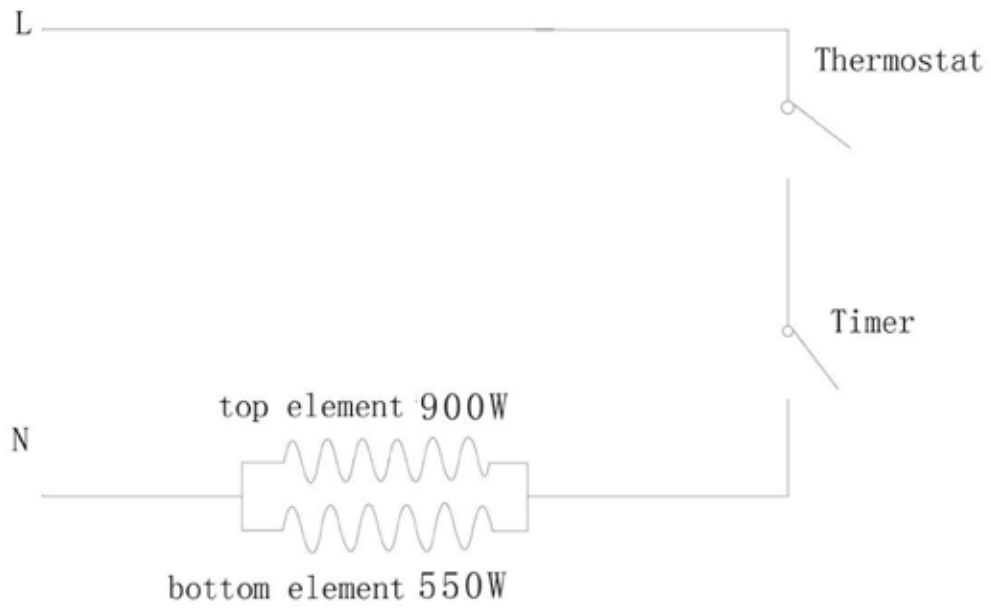 L
Thermostat
Timer
top element 900W
N
bottom element 550W